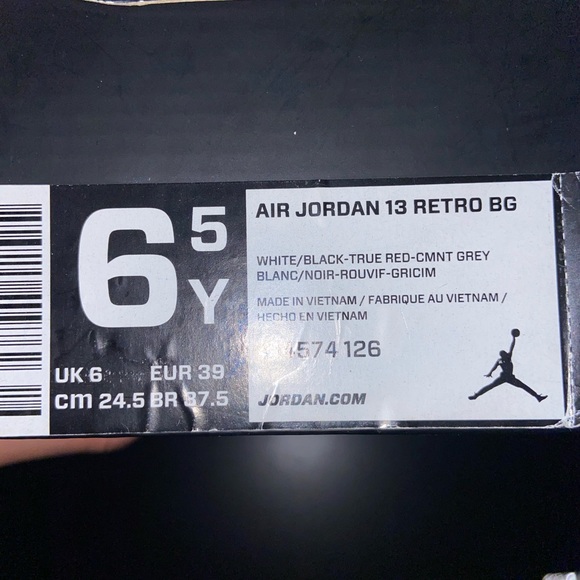 6 5
Y
UK 6 EUR 39
cm 24.5 BR 37.5
AIR JORDAN 13 RETRO BG
WHITE/BLACK-TRUE RED-CMNT GREY
BLANC/NOIR-ROUVIF-GRICIM
MADE IN VIETNAM / FABRIQUE AU VIETNAM /
HECHO EN VIETNAM
126
JORDAN.COM